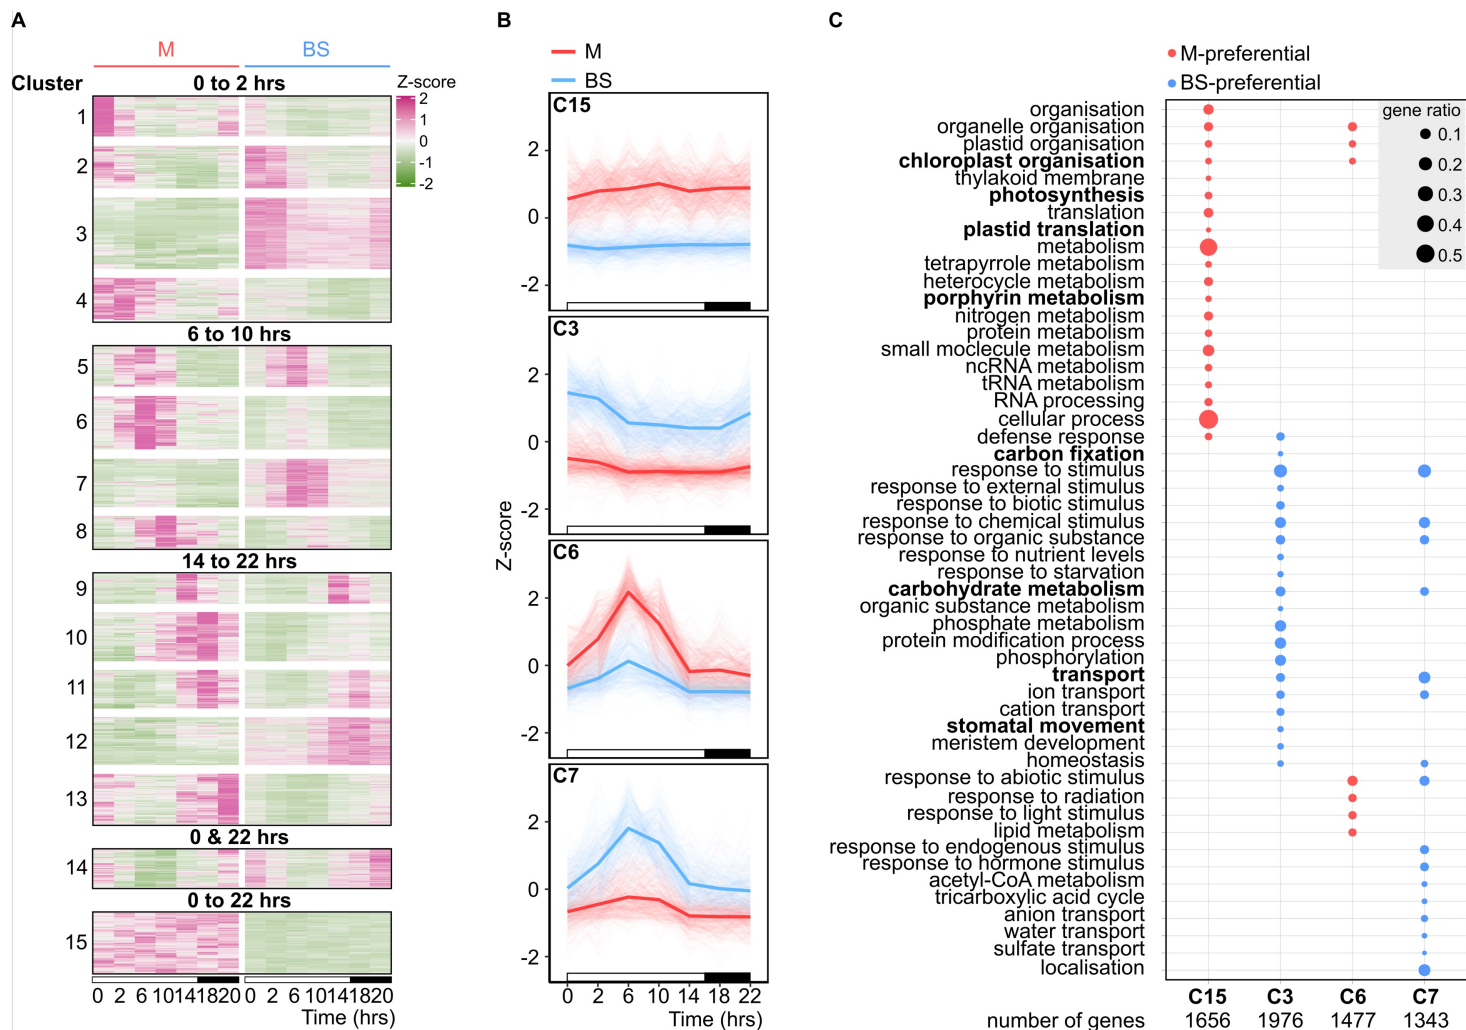 A
M
BS
Cluster
0 to 2 hrs
Z-score
2
1
0
-1
-2
1
2
3
4
6 to 10 hrs
5
6
7
8
14 to 22 hrs
9
10
11
12
13
0 & 22 hrs
14
0 to 22 hrs
15
0 2 6 10 14 18 20 0 2 6 10 14 18 20
Time (hrs)
B
M
BS
Z-score
C15
2
0
-2
C3
2
0
-2
C6
2
0
-2
C7
2
0
-2
0 2 6 10 14 18 22
Time (hrs)
C
M-preferential
BS-preferential
gene ratio
0.1
0.2
0.3
0.4
0.5
organisation
organelle organisation
plastid organisation
chloroplast organisation
thylakoid membrane
photosynthesis
translation
plastid translation
metabolism
tetrapyrrole metabolism
heterocycle metabolism
porphyrin metabolism
nitrogen metabolism
protein metabolism
small moclecule metabolism
ncRNA metabolism
tRNA metabolism
RNA processing
cellular process
defense response
carbon fixation
response to stimulus
response to external stimulus
response to biotic stimulus
response to chemical stimulus
response to organic substance
response to nutrient levels
response to starvation
carbohydrate metabolism
organic substance metabolism
phosphate metabolism
protein modification process
phosphorylation
transport
ion transport
cation transport
stomatal movement
meristem development
homeostasis
response to abiotic stimulus
response to radiation
response to light stimulus
lipid metabolism
response to endogenous stimulus
response to hormone stimulus
acetyl-CoA metabolism
tricarboxylic acid cycle
anion transport
water transport
sulfate transport
localisation
C15 C3 C6 C7
number of genes 1656 1976 1477 1343